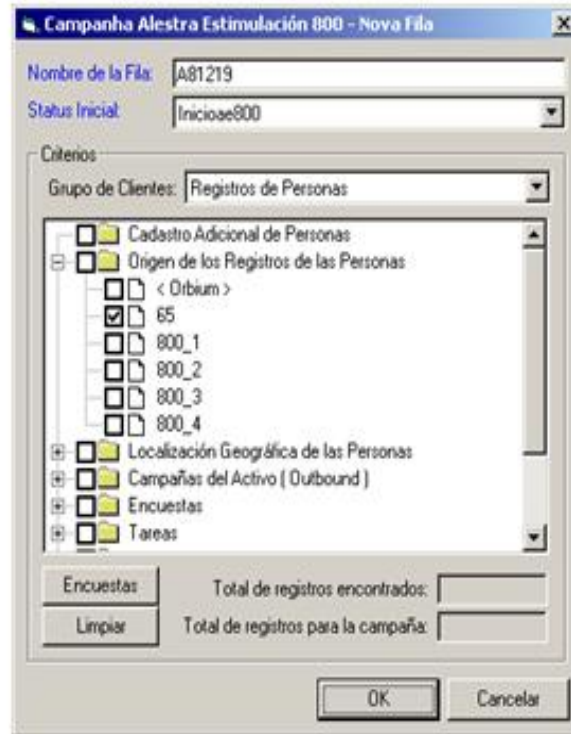 Campanha Alestra Estimulación 800 - Nova Fila
Nombre de la Fila: A81219
Status Inicial: Inicioae800
Criterios
Grupo de Clientes: Registros de Personas
Cadastro Adicional de Personas
Origen de los Registros de las Personas
< Orbium >
65
800_1
800_2
800_3
800_4
Localización Geográfica de las Personas
Campañas del Activo ( Outbound )
Encuestas
Tareas
Encuestas Total de registros encontrados:
Limpiar Total de registros para la campaña:
OK Cancelar